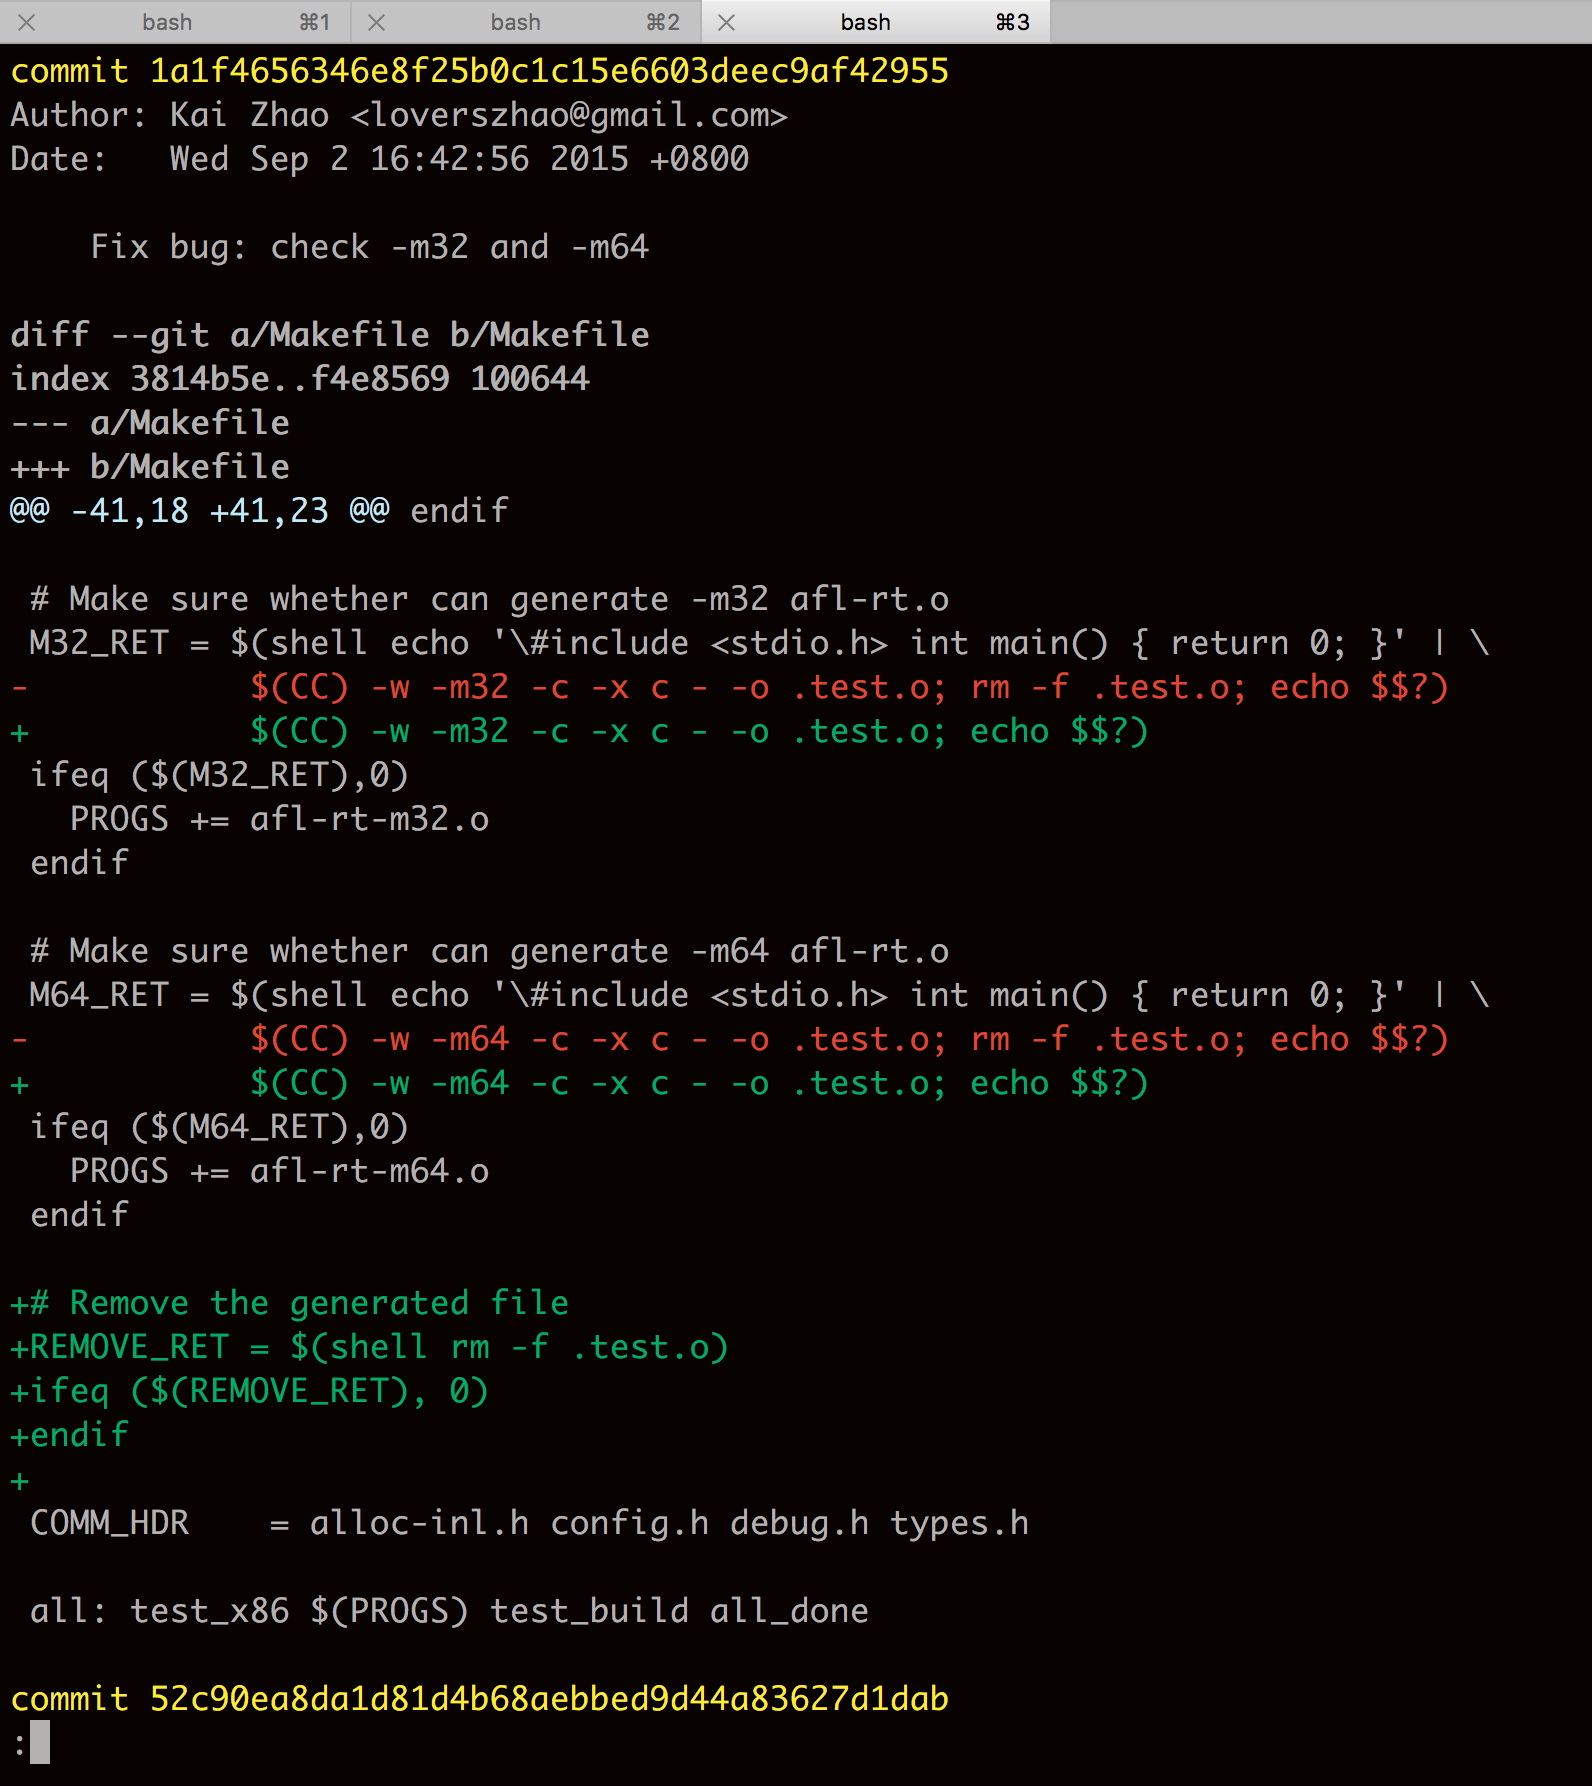 bash ⌘1 bash ⌘2 bash ⌘3
commit 1a1f4656346e8f25b0c1c15e6603deec9af42955
Author: Kai Zhao <loverszhao@gmail.com>
Date:   Wed Sep 2 16:42:56 2015 +0800
    Fix bug: check -m32 and -m64
diff --git a/Makefile b/Makefile
index 3814b5e..f4e8569 100644
--- a/Makefile
+++ b/Makefile
@@ -41,18 +41,23 @@ endif
 # Make sure whether can generate -m32 afl-rt.o
 M32_RET = $(shell echo '\#include <stdio.h> int main() { return 0; }' | \
-           $(CC) -w -m32 -c -x c - -o .test.o; rm -f .test.o; echo $$?)
+           $(CC) -w -m32 -c -x c - -o .test.o; echo $$?)
 ifeq ($(M32_RET),0)
   PROGS += afl-rt-m32.o
 endif
 # Make sure whether can generate -m64 afl-rt.o
 M64_RET = $(shell echo '\#include <stdio.h> int main() { return 0; }' | \
-           $(CC) -w -m64 -c -x c - -o .test.o; rm -f .test.o; echo $$?)
+           $(CC) -w -m64 -c -x c - -o .test.o; echo $$?)
 ifeq ($(M64_RET),0)
   PROGS += afl-rt-m64.o
 endif
+# Remove the generated file
+REMOVE_RET = $(shell rm -f .test.o)
+ifeq ($(REMOVE_RET), 0)
+endif
+
 COMM_HDR    = alloc-inl.h config.h debug.h types.h
 all: test_x86 $(PROGS) test_build all_done
commit 52c90ea8da1d81d4b68aebbed9d44a83627d1dab
: